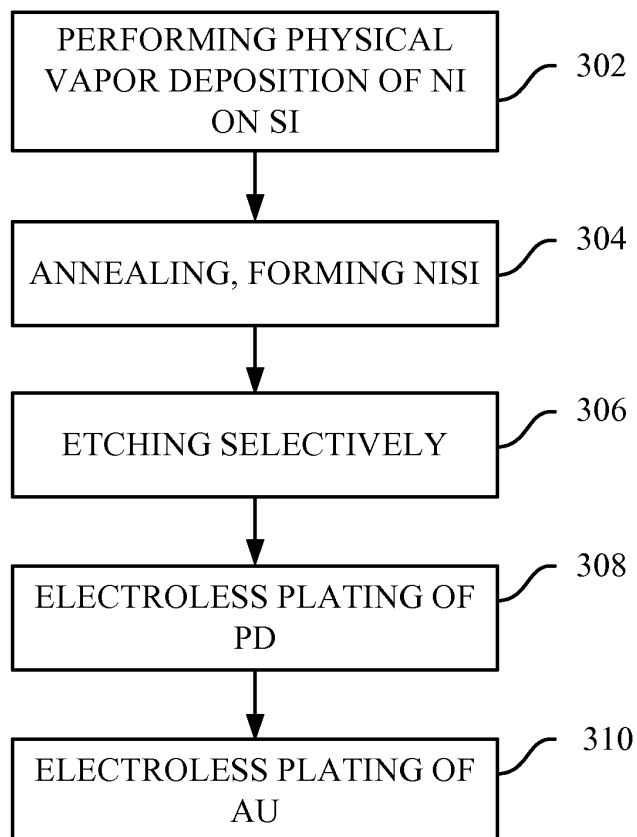 PERFORMING PHYSICAL
VAPOR DEPOSITION OF NI
ON SI
302
ANNEALING, FORMING NISI
304
ETCHING SELECTIVELY
306
ELECTROLESS PLATING OF
PD
308
ELECTROLESS PLATING OF
AU
310